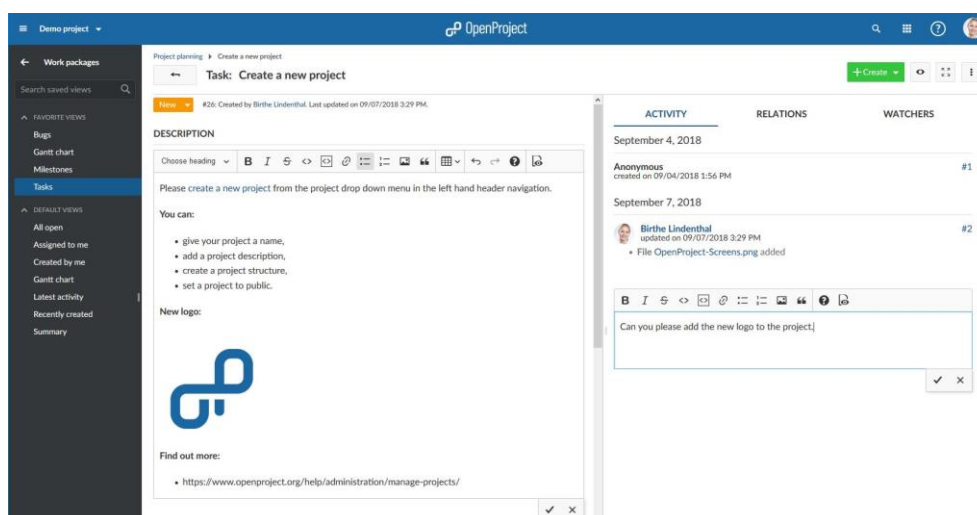 Demo project
OpenProject
Work packages
Search saved views
FAVORITE VIEWS
Bugs
Gantt chart
Milestones
Tasks
DEFAULT VIEWS
All open
Assigned to me
Created by me
Gantt chart
Latest activity
Recently created
Summary
Project planning Create a new project
Task: Create a new project
+ Create
New
#26: Created by Birthe Lindenthal. Last updated on 09/07/2018 3:29 PM.
DESCRIPTION
Choose heading
Please create a new project from the project drop down menu in the left hand header navigation.
You can:
• give your project a name,
• add a project description,
• create a project structure,
• set a project to public.
New logo:
Find out more:
• https://www.openproject.org/help/administration/manage-projects/
ACTIVITY RELATIONS WATCHERS
September 4, 2018
Anonymous #1
created on 09/04/2018 1:56 PM
September 7, 2018
Birthe Lindenthal #2
updated on 09/07/2018 3:29 PM
• File OpenProject-Screens.png added
Can you please add the new logo to the project.